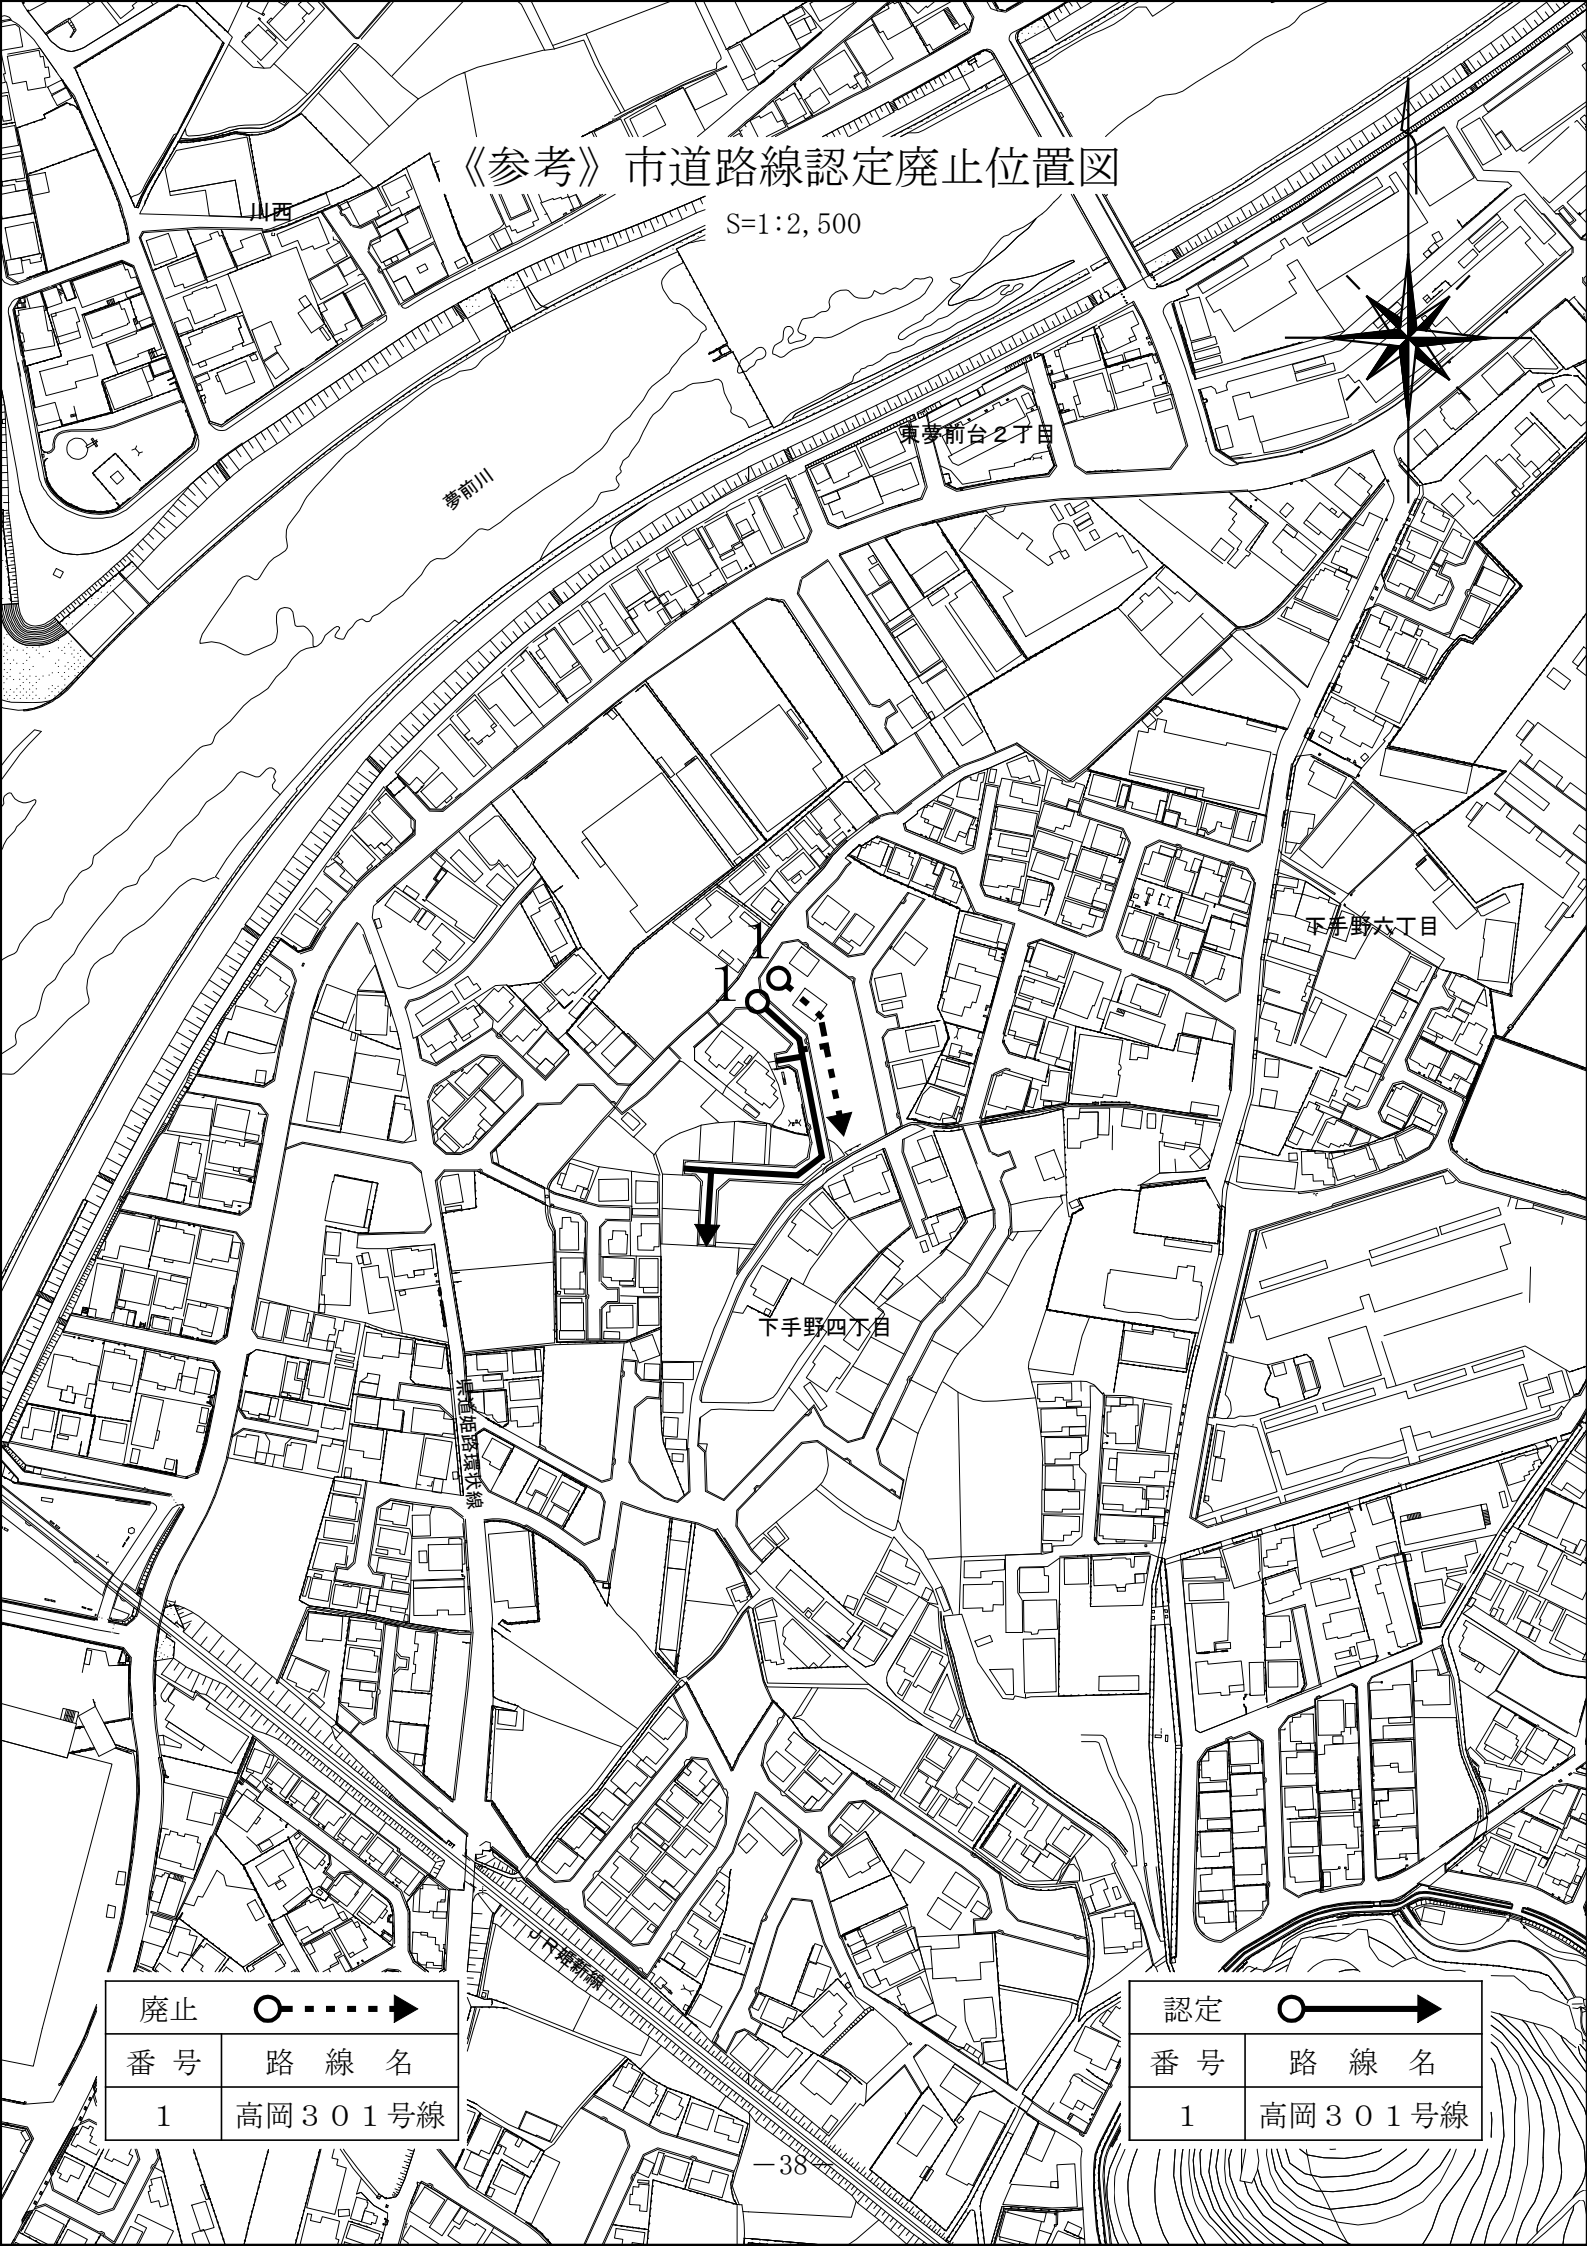 《参考》市道路線認定廃止位置図
S=1:2,500
川西
東夢前台２丁目
夢前川
下手野六丁目
1
1
下手野四丁目
県道姫路環状線
ＪＲ姫新線
廃止
番 号 路 線 名
1 高岡３０１号線
認定
番 号 路 線 名
1 高岡３０１号線
－38－